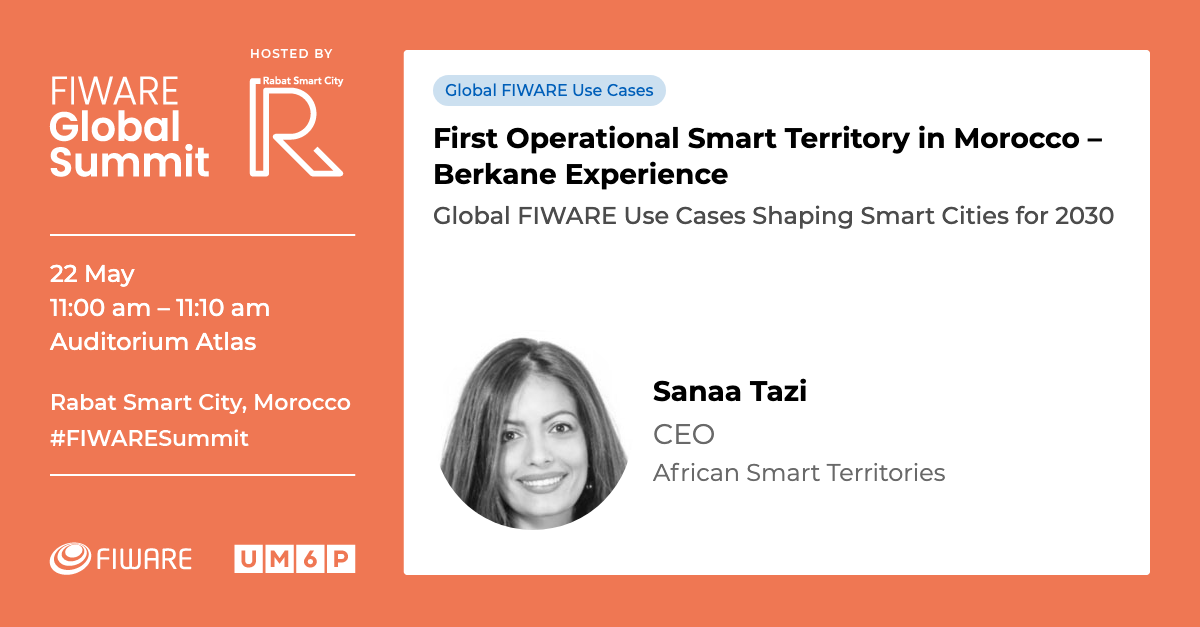 FIWARE
Global
Summit
HOSTED BY
Rabat Smart City
R
22 May
11:00 am – 11:10 am
Auditorium Atlas
Rabat Smart City, Morocco
#FIWARESummit
FIWARE
UM6P
Global FIWARE Use Cases
First Operational Smart Territory in Morocco –
Berkane Experience
Global FIWARE Use Cases Shaping Smart Cities for 2030
Sanaa Tazi
CEO
African Smart Territories